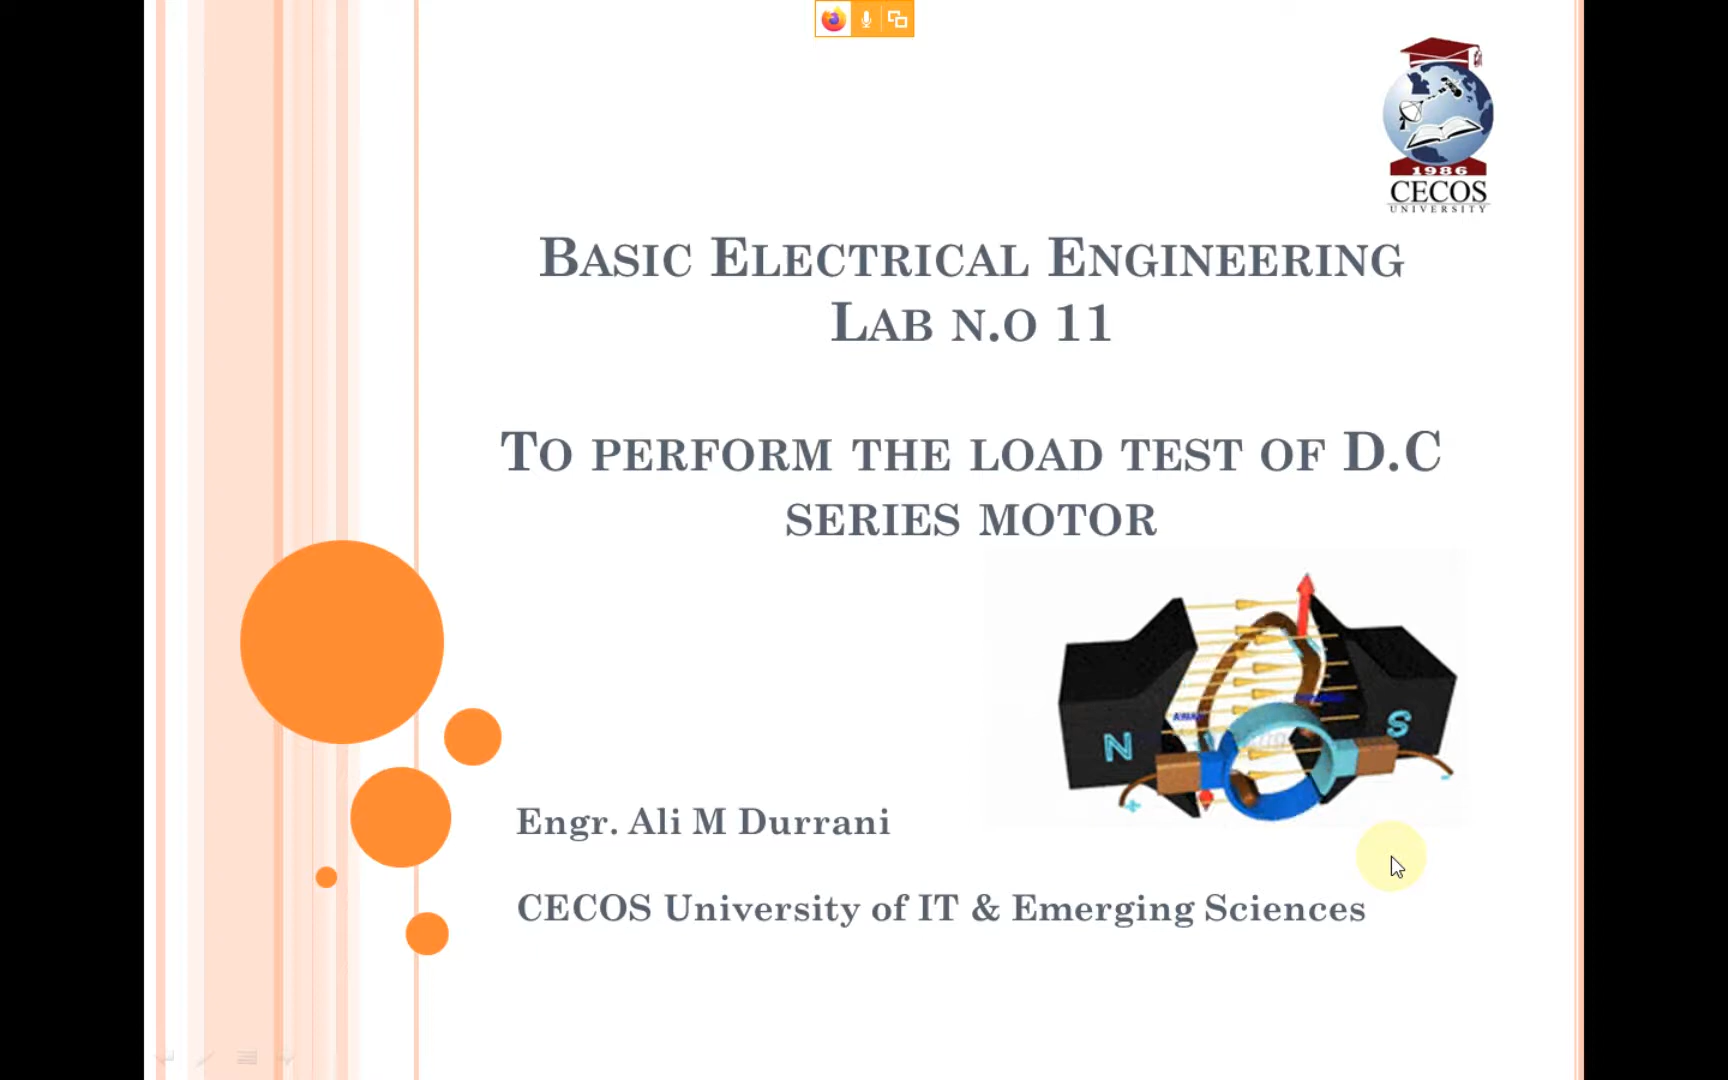 1986
CECOS
UNIVERSITY
BASIC ELECTRICAL ENGINEERING
LAB N.O 11
TO PERFORM THE LOAD TEST OF D.C
SERIES MOTOR
N
S
+
-
Engr. Ali M Durrani
CECOS University of IT & Emerging Sciences